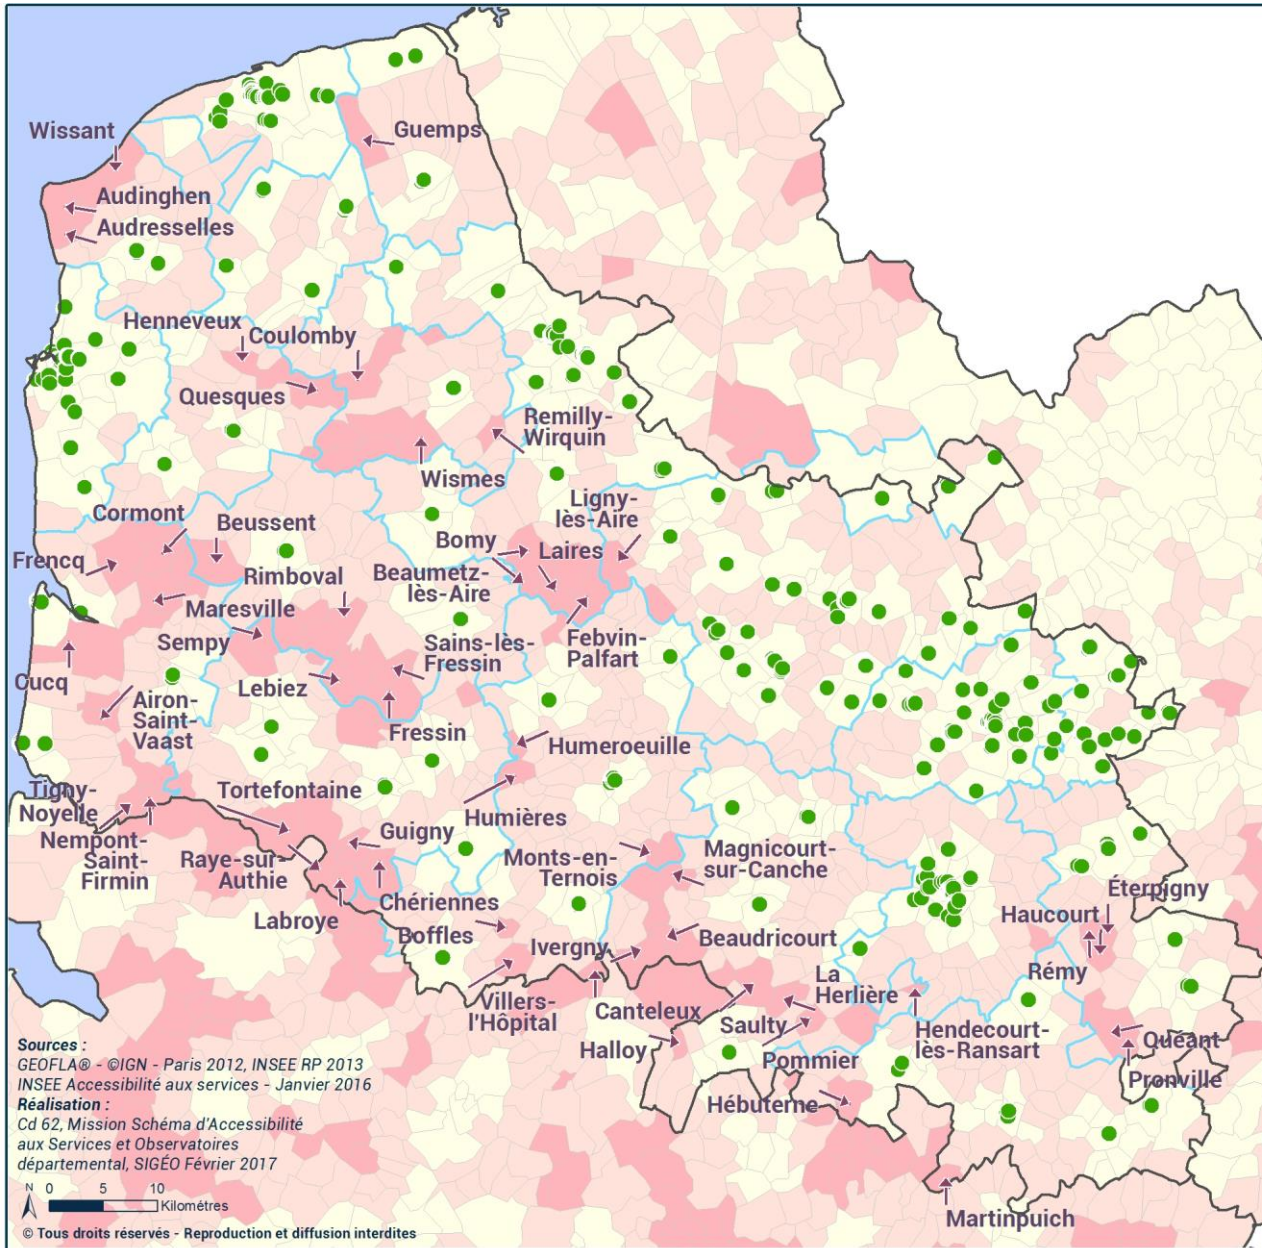 Wissant
Guemps
Audinghen
Audresselles
Henneveux
Coulomby
Quesques
Remilly-
Wirquin
Wismes
Ligny-
lès-Aire
Cormont
Beussent
Bomy
Laires
Frencq
Rimboval
Beaumetz-
lès-Aire
Maresville
Sempy
Sains-lès-
Fressin
Febvin-
Palfart
Cucq
Lebiez
Airon-
Saint-
Vaast
Fressin
Humeroeuille
Tigny-
Noyelle
Tortefontaine
Humières
Nempont-
Saint-
Firmin
Guigny
Raye-sur-
Authie
Monts-en-
Ternois
Magnicourt-
sur-Canche
Labroye
Chériennes
Éterpigny
Haucourt
Boffles
Ivergny
Beaudricourt
Rémy
Villers-
l'Hôpital
Canteleux
La
Herlière
Saulty
Halloy
Pommier
Hendecourt-
lès-Ransart
Quéant
Pronville
Hébuterne
Martinpuich
Sources :
GEOFLA® - ©IGN - Paris 2012, INSEE RP 2013
INSEE Accessibilité aux services - Janvier 2016
Réalisation :
Cd 62, Mission Schéma d'Accessibilité
aux Services et Observatoires
départemental, SIGÉO Février 2017
N 0 5 10
Kilométres
© Tous droits réservés - Reproduction et diffusion interdites